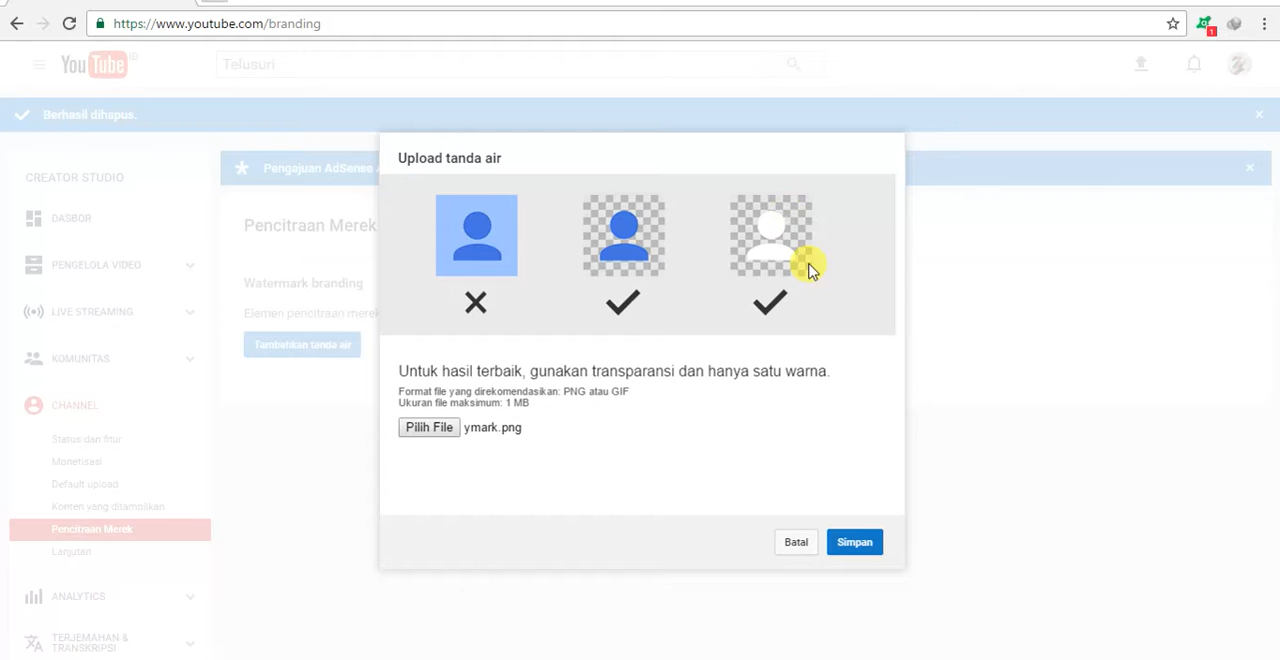 https://www.youtube.com/branding
1
YouTube ID
Telusuri
Berhasil dihapus.
Upload tanda air
Pengajuan AdSense
CREATOR STUDIO
DASBOR
Pencitraan Merek
PENGELOLA VIDEO
Watermark branding
LIVE STREAMING
Elemen pencitraan merek
Tambahkan tanda air
KOMUNITAS
Untuk hasil terbaik, gunakan transparansi dan hanya satu warna.
Format file yang direkomendasikan: PNG atau GIF
Ukuran file maksimum: 1 MB
CHANNEL
Pilih File ymark.png
Status dan fitur
Monetisasi
Default upload
Konten yang ditampilkan
Pencitraan Merek
Lanjutan
Batal
Simpan
ANALYTICS
TERJEMAHAN &
TRANSKRIPSI